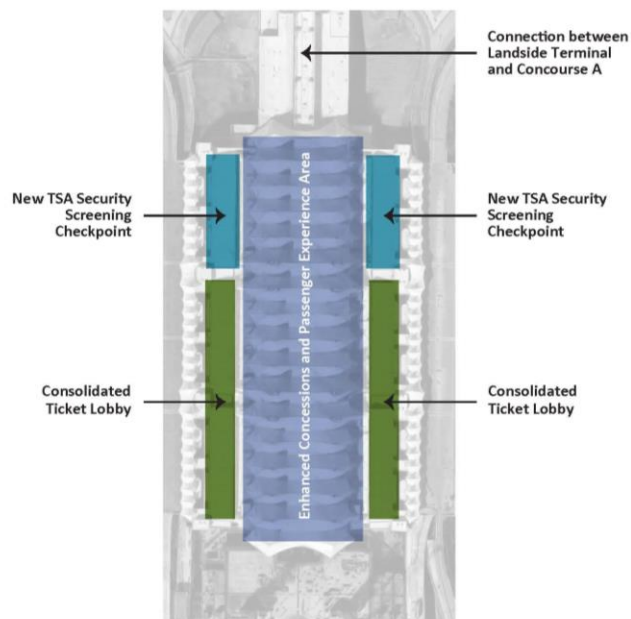 Connection between
Landside Terminal
and Concourse A
New TSA Security
Screening
Checkpoint
New TSA Security
Screening
Checkpoint
Enhanced Concessions and Passenger Experience Area
Consolidated
Ticket Lobby
Consolidated
Ticket Lobby